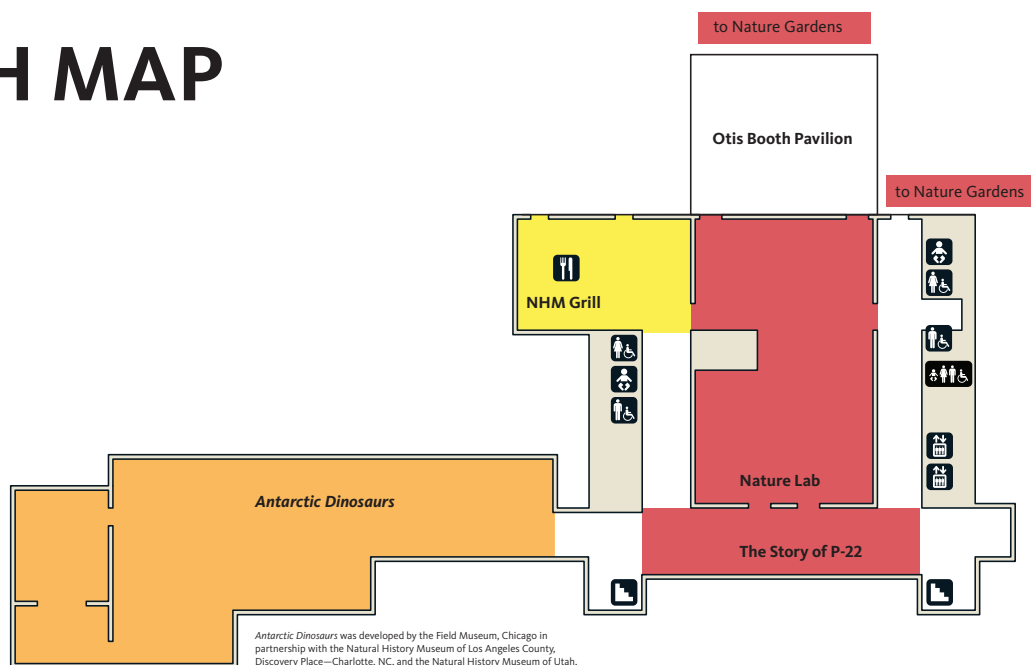 H MAP
to Nature Gardens
Otis Booth Pavilion
to Nature Gardens
NHM Grill
Nature Lab
Antarctic Dinosaurs
The Story of P-22
Antarctic Dinosaurs was developed by the Field Museum, Chicago in
partnership with the Natural History Museum of Los Angeles County,
Discovery Place—Charlotte, NC, and the Natural History Museum of Utah.